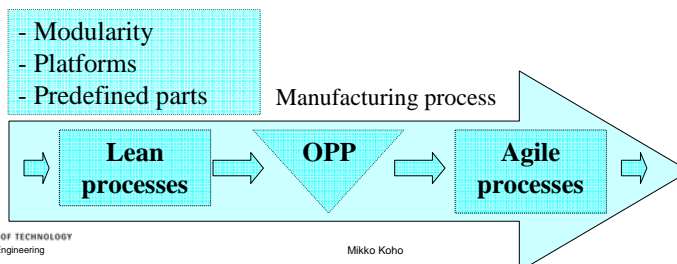 - Modularity
- Platforms
- Predefined parts
Manufacturing process
Lean
processes
OPP
Agile
processes
OF TECHNOLOGY
Engineering
Mikko Koho